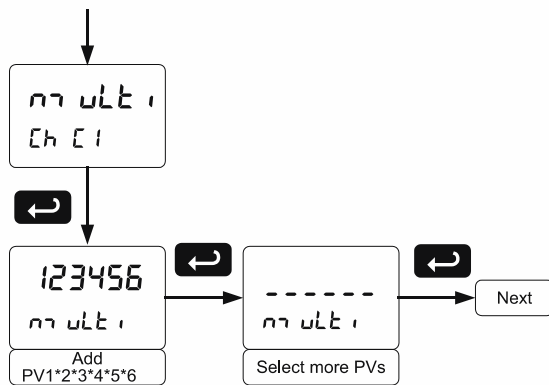 multi
Ch C1
123456
multi
Add
PV1*2*3*4*5*6
------
multi
Select more PVs
Next